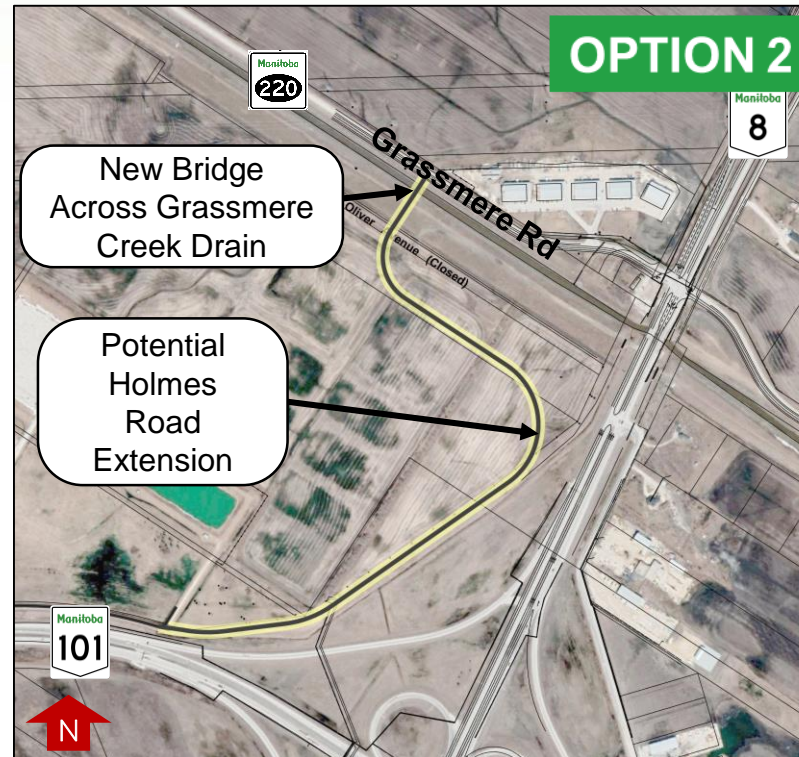 OPTION 2
Manitoba
220
Manitoba
8
Grassmere Rd
New Bridge
Across Grassmere
Creek Drain
Oliver Avenue (Closed)
Potential
Holmes
Road
Extension
Manitoba
101
N